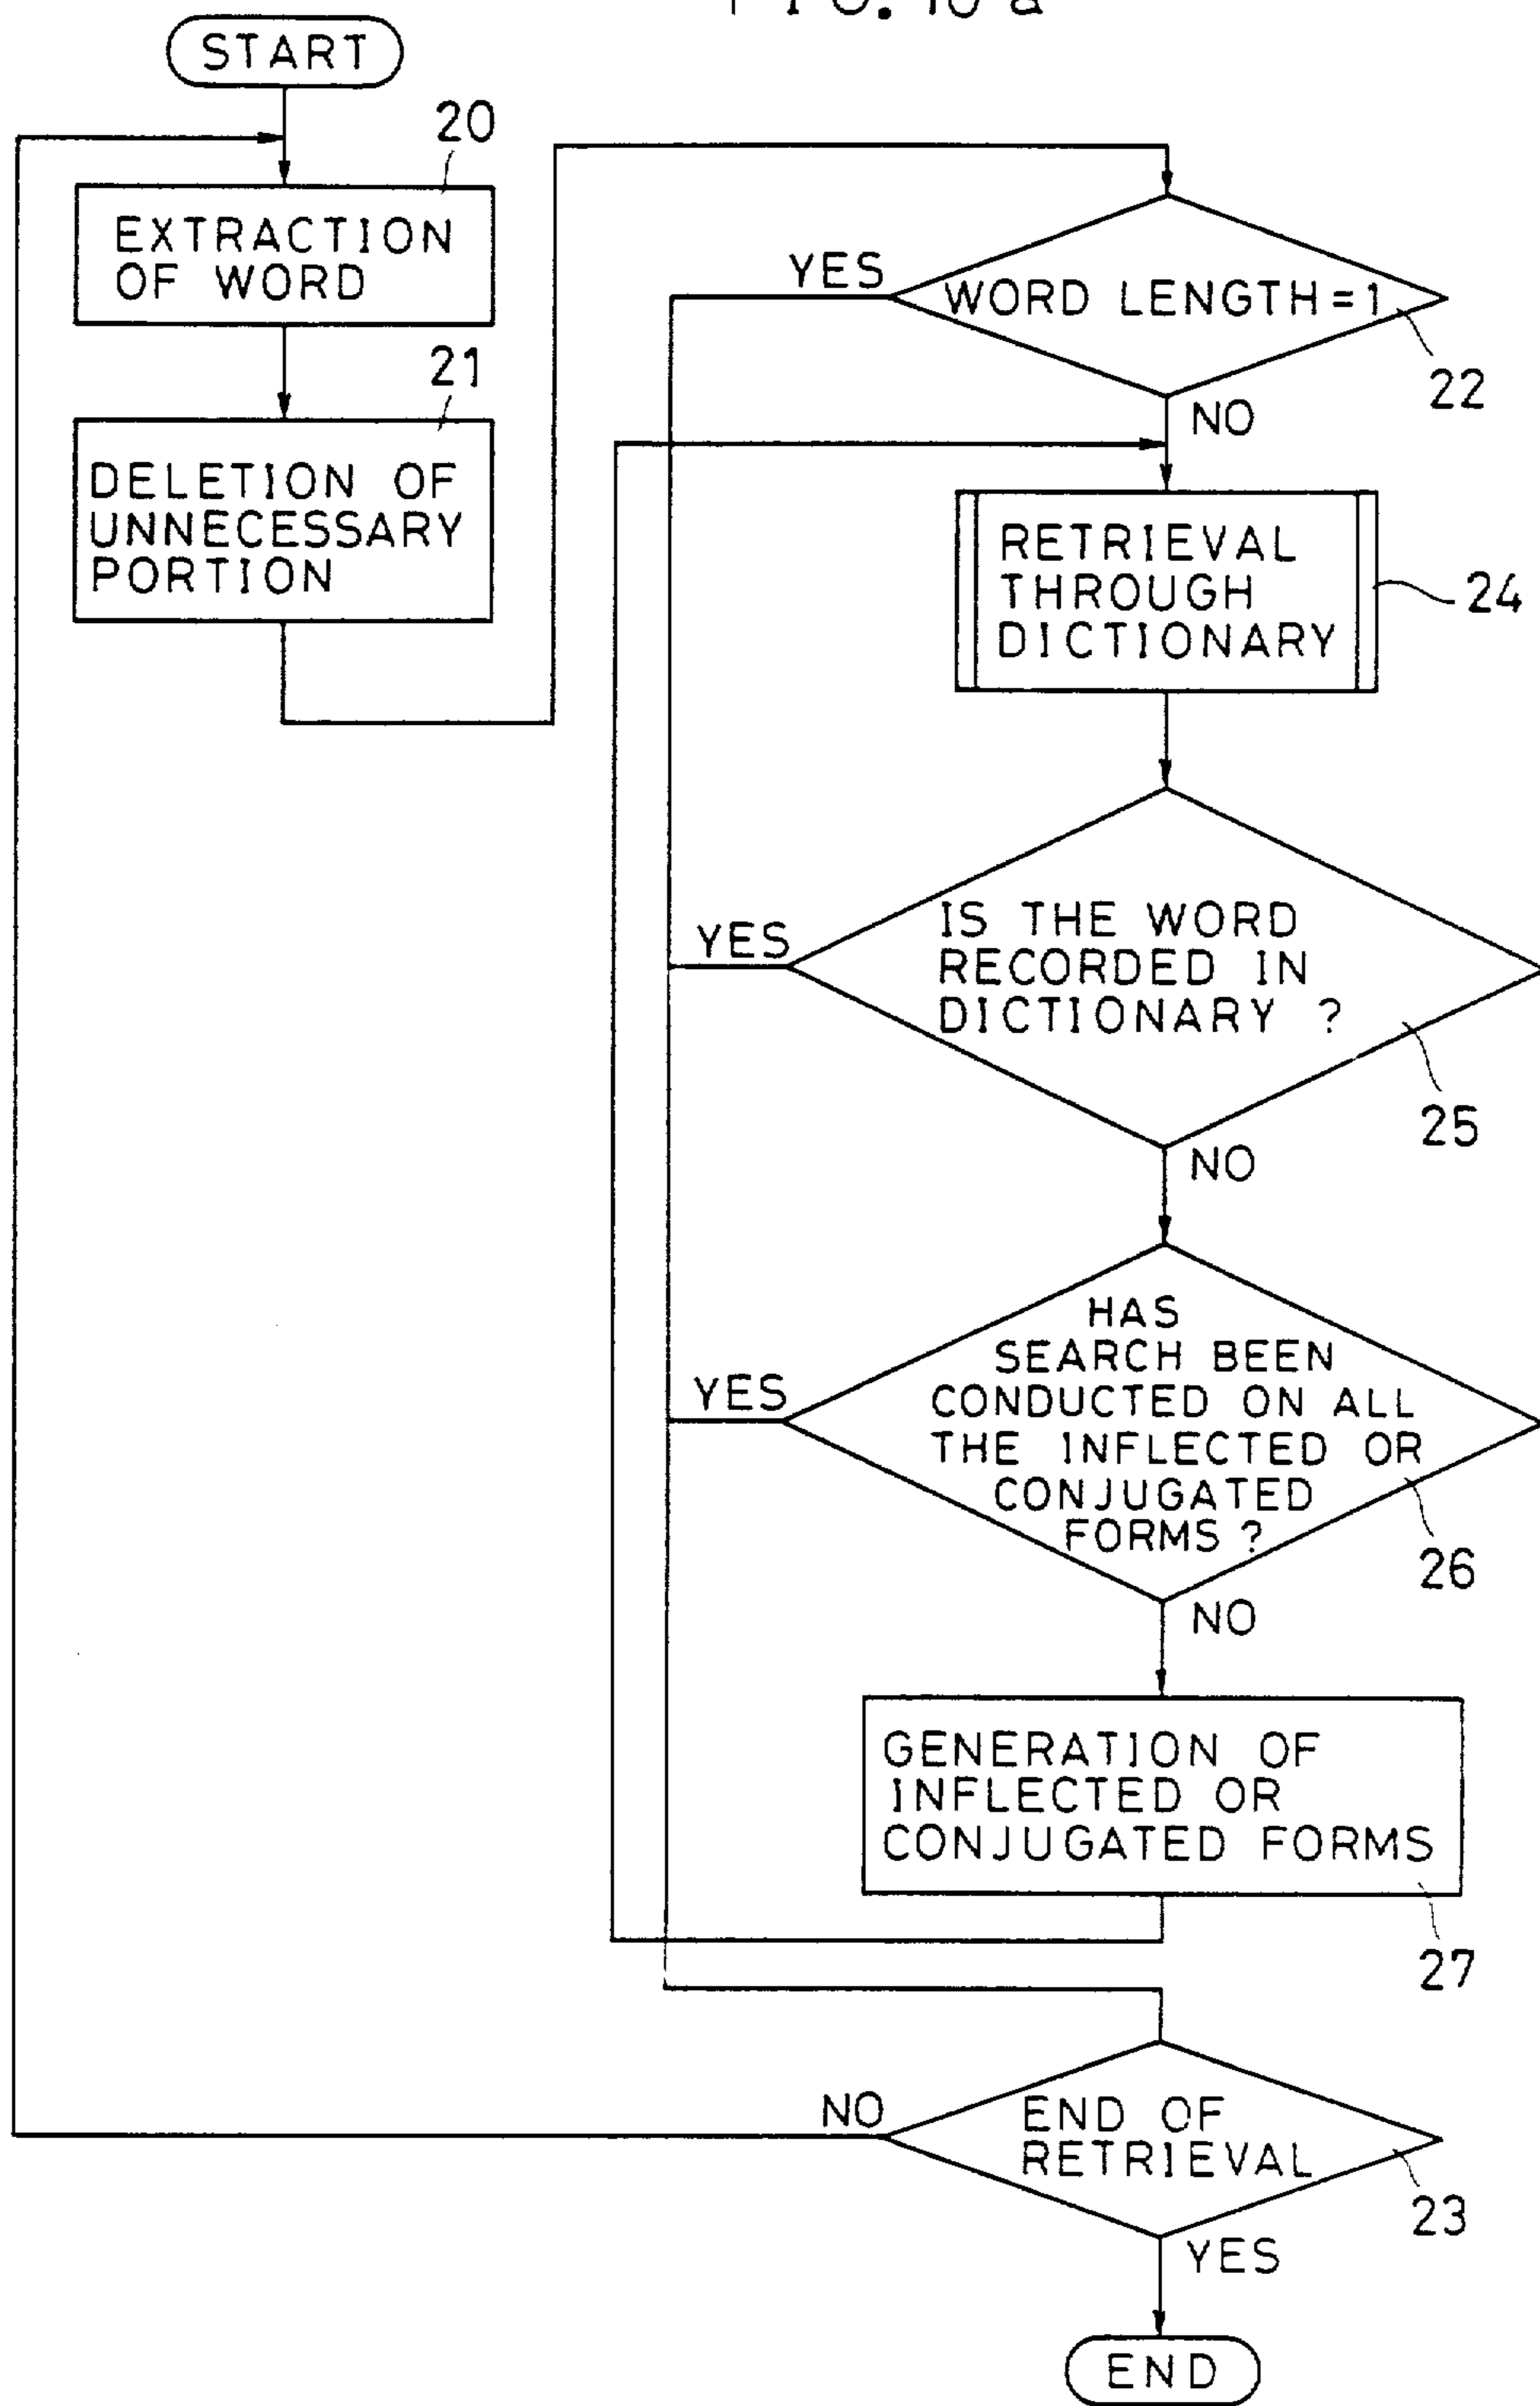 FIG. 10 a
START
20
EXTRACTION
OF WORD
21
DELETION OF
UNNECESSARY
PORTION
YES
WORD LENGTH=1
22
NO
RETRIEVAL
THROUGH
DICTIONARY
24
YES
IS THE WORD
RECORDED IN
DICTIONARY ?
25
NO
YES
HAS
SEARCH BEEN
CONDUCTED ON ALL
THE INFLECTED OR
CONJUGATED
FORMS ?
26
NO
GENERATION OF
INFLECTED OR
CONJUGATED FORMS
27
NO
END OF
RETRIEVAL
23
YES
END